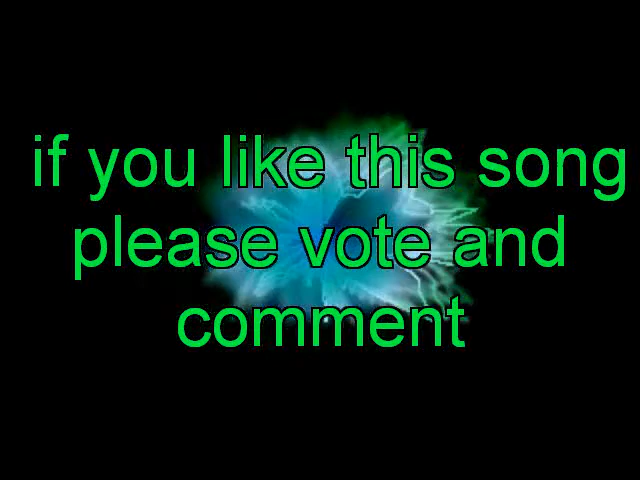 if you like this song
please vote and
comment